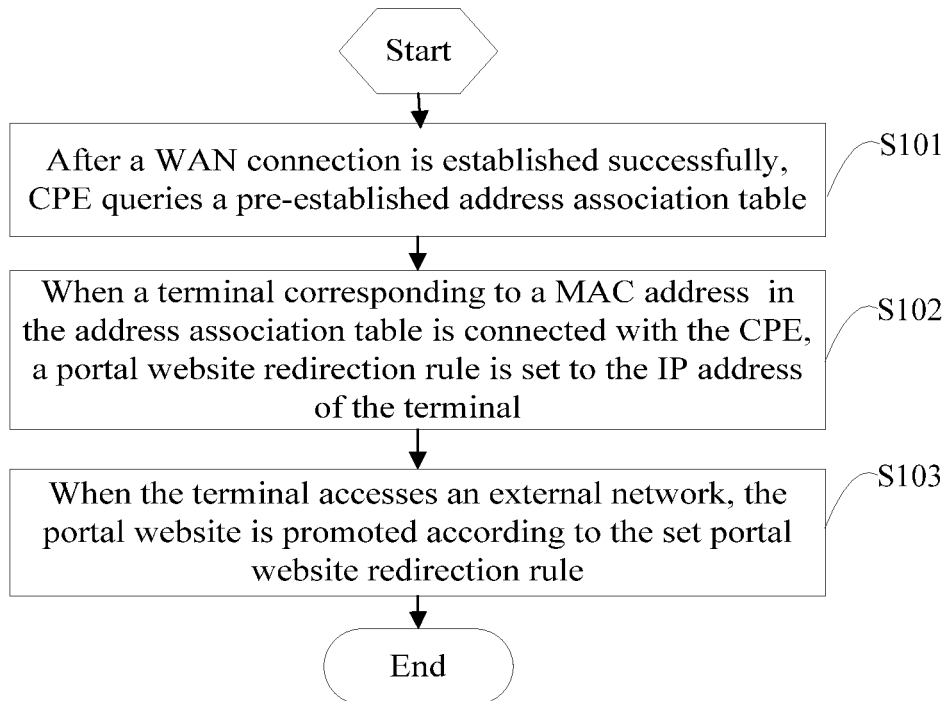 Start
After a WAN connection is established successfully,
CPE queries a pre-established address association table
S101
When a terminal corresponding to a MAC address in
the address association table is connected with the CPE,
a portal website redirection rule is set to the IP address
of the terminal
S102
When the terminal accesses an external network, the
portal website is promoted according to the set portal
website redirection rule
S103
End